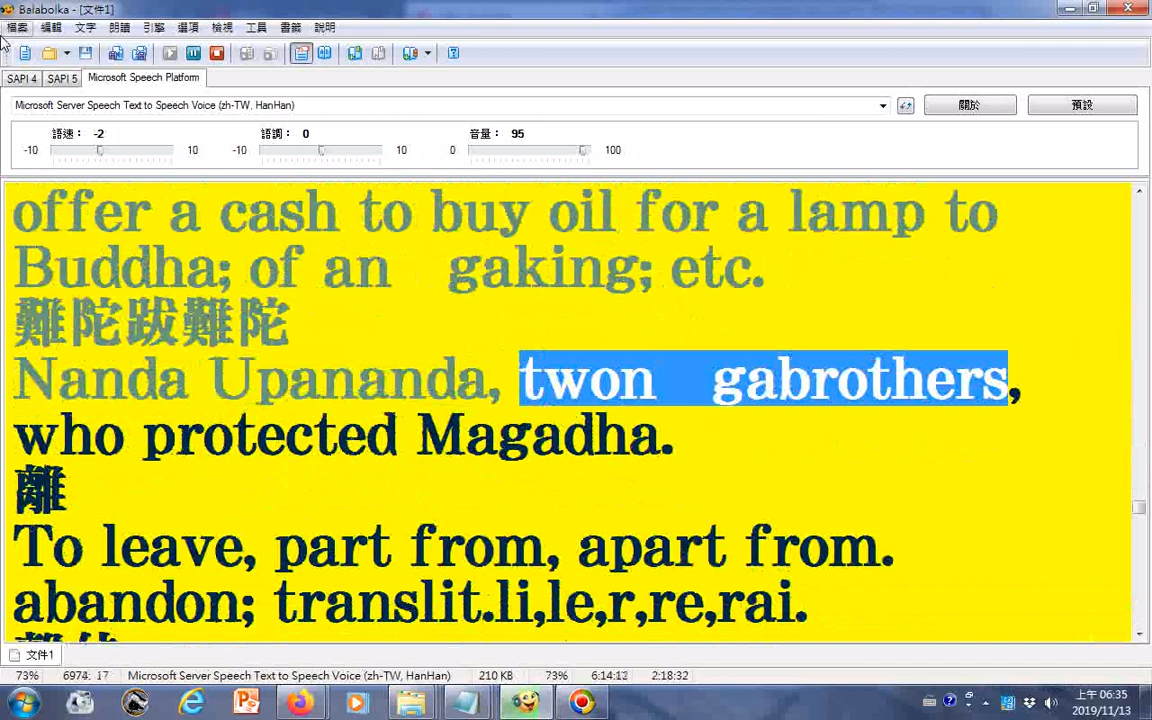 Balabolka - [文件1]
檔案 編輯 文字 朗讀 引擎 選項 檢視 工具 書籤 說明
SAPI 4 SAPI 5 Microsoft Speech Platform
Microsoft Server Speech Text to Speech Voice (zh-TW, HanHan) 關於 預設
語速： -2 語調： 0 音量： 95
-10 10 -10 10 0 100
offer a cash to buy oil for a lamp to
Buddha; of an gaking; etc.
難陀跋難陀
Nanda Upananda, twon gabrothers,
who protected Magadha.
離
To leave, part from, apart from.
abandon; translit.li,le,r,re,rai.
文件1
73% 6974: 17 Microsoft Server Speech Text to Speech Voice (zh-TW, HanHan) 210 KB 73% 6:14:12 2:18:32
上午 06:35
2019/11/13